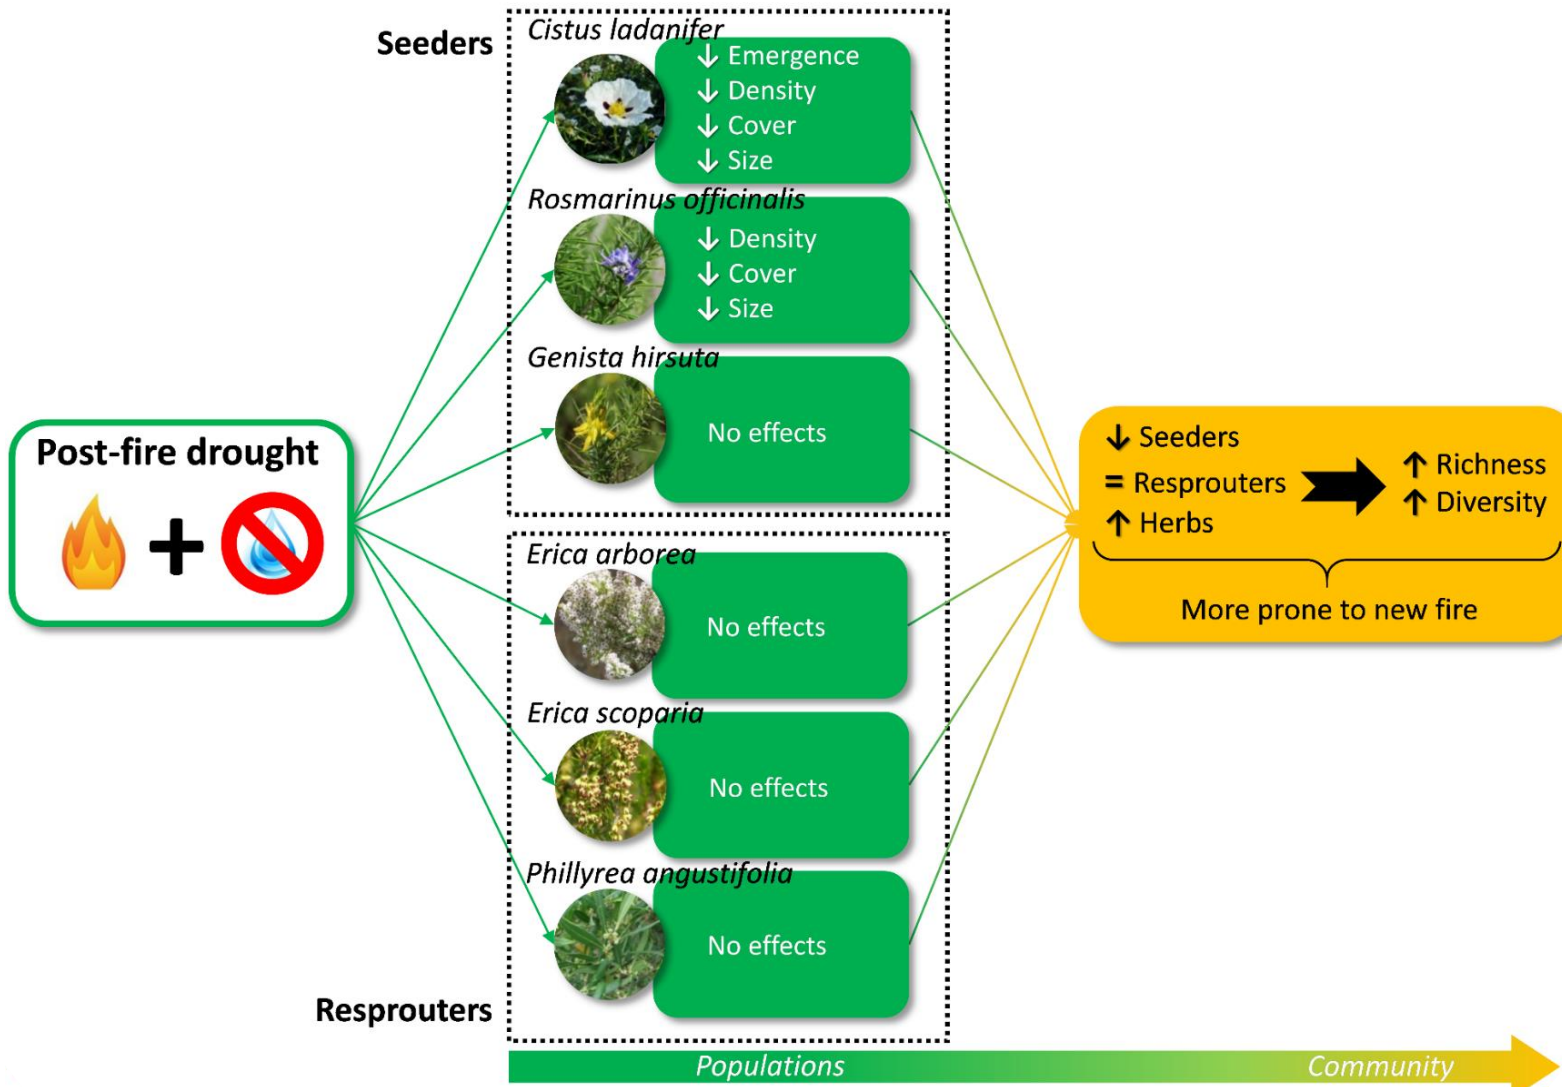 Seeders
Cistus ladanifer
↓ Emergence
↓ Density
↓ Cover
↓ Size
Rosmarinus officinalis
↓ Density
↓ Cover
↓ Size
Genista hirsuta
No effects
Post-fire drought
+
Erica arborea
No effects
Erica scoparia
No effects
Phillyrea angustifolia
No effects
Resprouters
↓ Seeders
= Resprouters
↑ Herbs
↑ Richness
↑ Diversity
More prone to new fire
Populations
Community